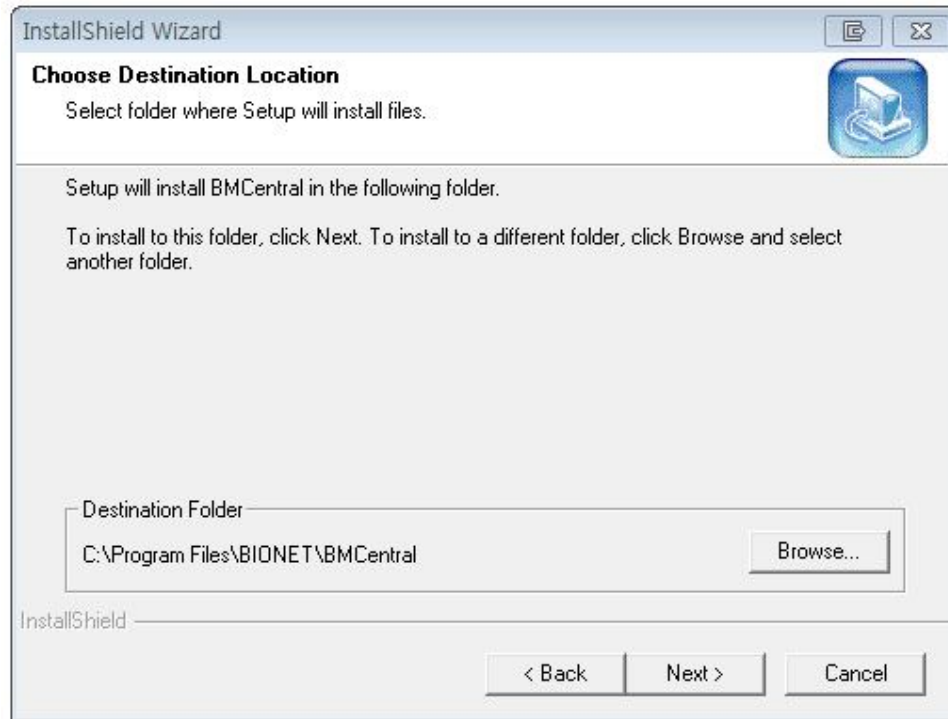 InstallShield Wizard
Choose Destination Location
Select folder where Setup will install files.
Setup will install BMCentral in the following folder.
To install to this folder, click Next. To install to a different folder, click Browse and select
another folder.
Destination Folder
C:\Program Files\BIONET\BMCentral
Browse...
InstallShield
< Back
Next >
Cancel